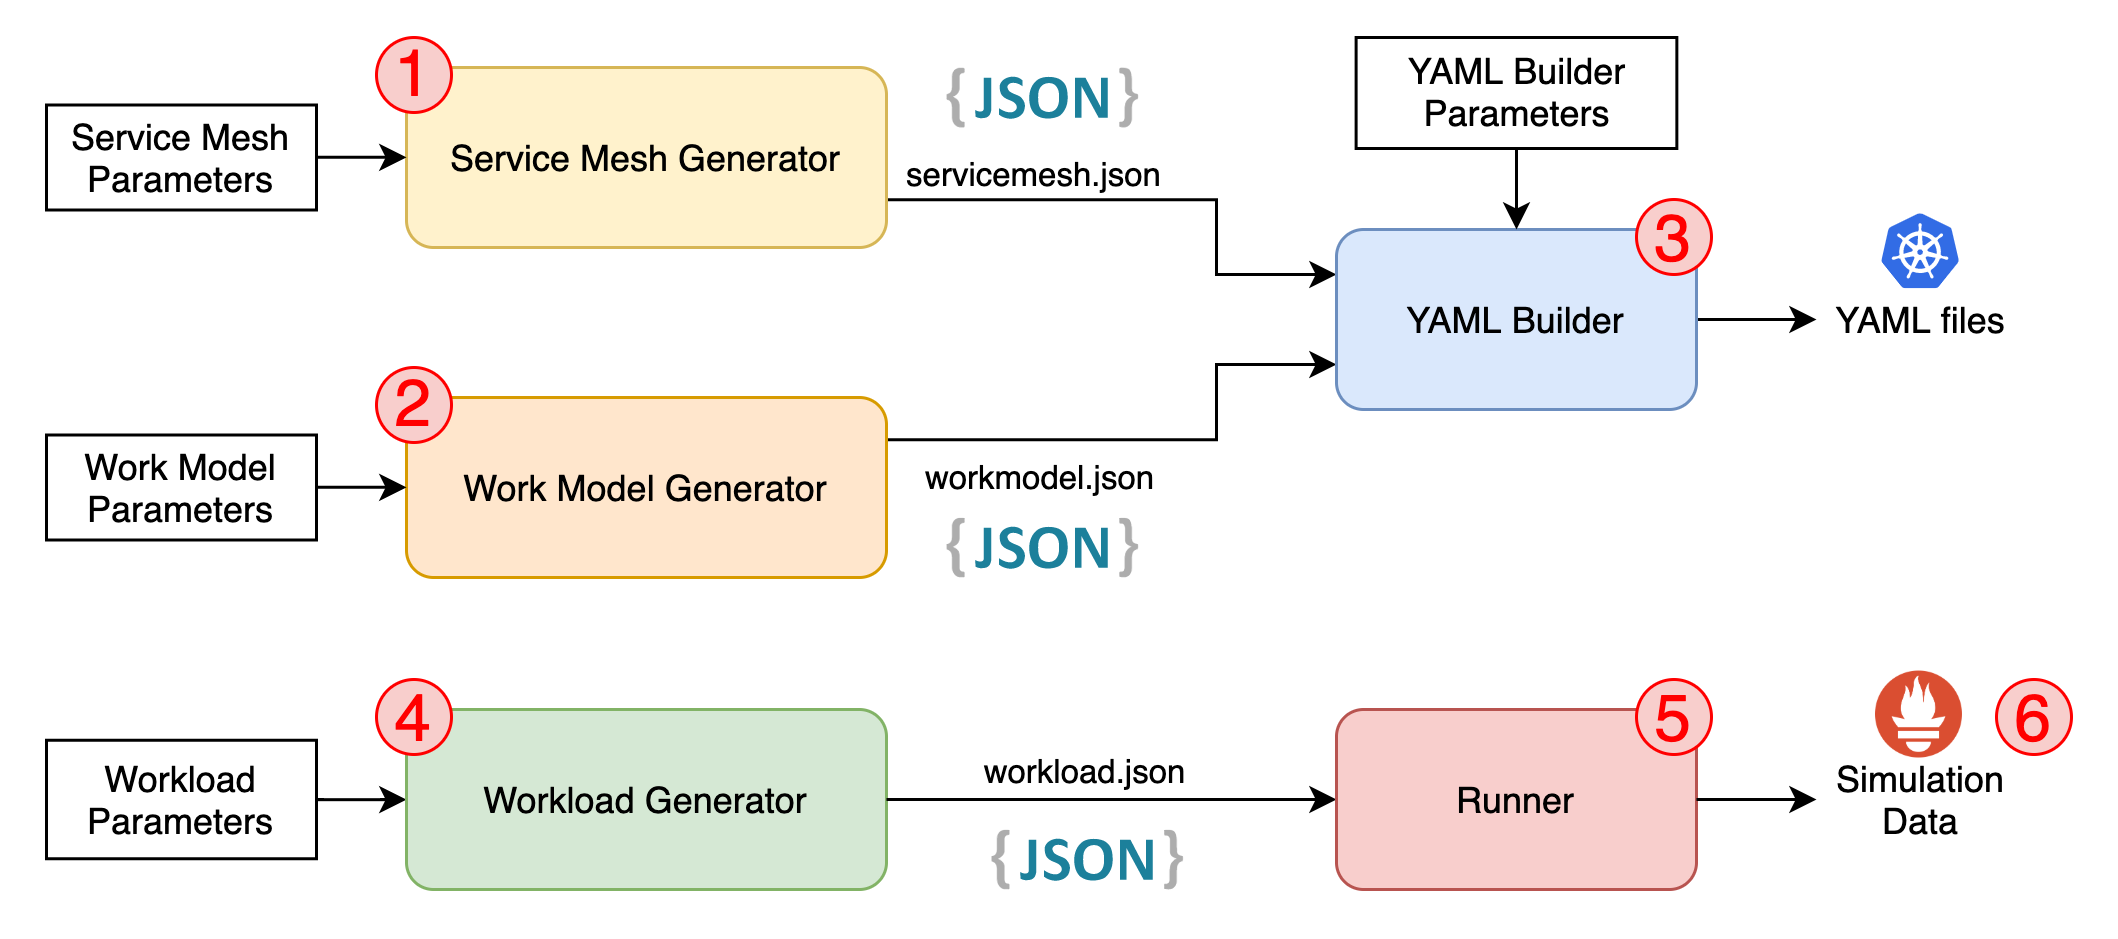 1
Service Mesh
Parameters
Service Mesh Generator
{JSON}
servicemesh.json
YAML Builder
Parameters
3
YAML Builder
YAML files
2
Work Model
Parameters
Work Model Generator
workmodel.json
{JSON}
4
Workload
Parameters
Workload Generator
workload.json
{JSON}
5
Runner
6
Simulation
Data